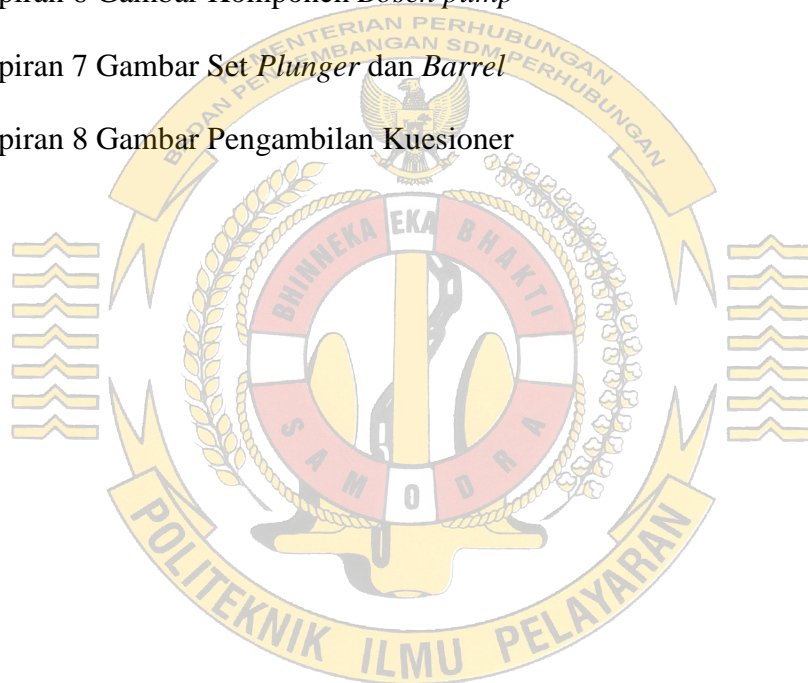 piran 6 Gambar Komponen Bosch pump
piran 7 Gambar Set Plunger dan Barrel
piran 8 Gambar Pengambilan Kuesioner
KEMENTERIAN PERHUBUNGAN
BADAN PENGEMBANGAN SDM PERHUBUNGAN
BHINNEKA EKA BHAKTI
SAMODRA
POLITEKNIK ILMU PELAYARAN